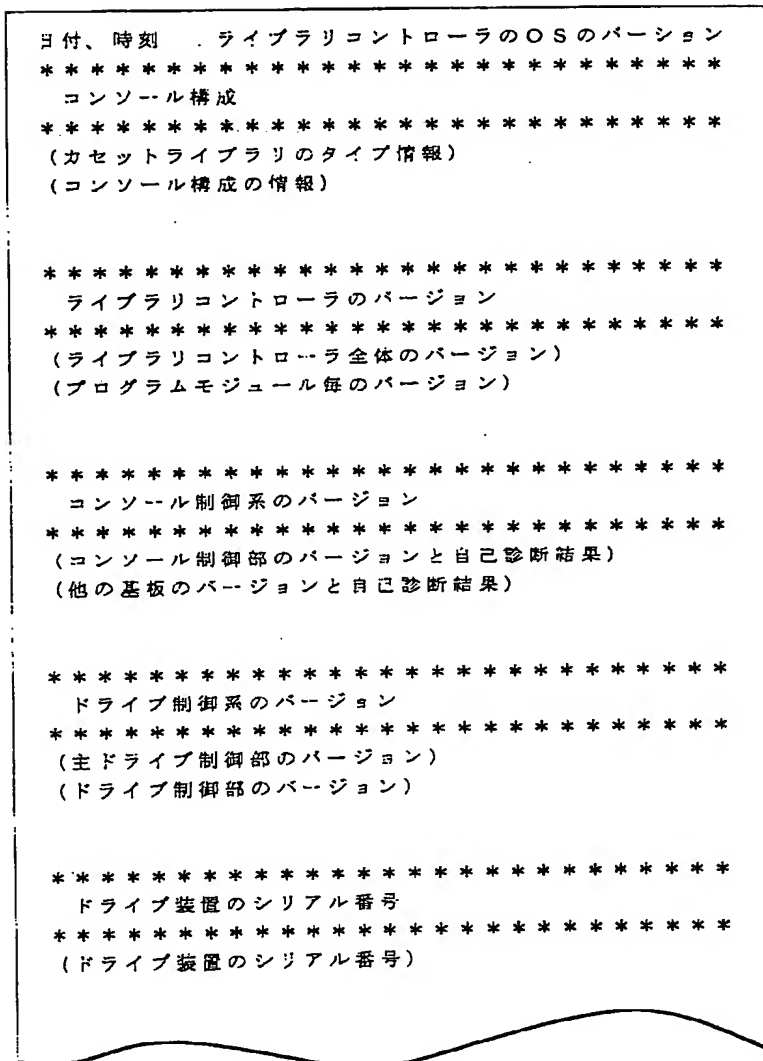 日付、時刻　．ライブラリコントローラのOSのバーション
* * * * * * * * * * * * * * * * * * * * * * * * * * *
コンソール構成
* * * * * * * * * * * * * * * * * * * * * * * * * * *
(カセットライブラリのタイプ情報)
(コンソール構成の情報)
* * * * * * * * * * * * * * * * * * * * * * * * * * *
ライブラリコントローラのバージョン
* * * * * * * * * * * * * * * * * * * * * * * * * * *
(ライブラリコントローラ全体のバージョン)
(プログラムモジュール毎のバージョン)
* * * * * * * * * * * * * * * * * * * * * * * * * * *
コンソール制御系のバージョン
* * * * * * * * * * * * * * * * * * * * * * * * * * *
(コンソール制御部のバージョンと自己診断結果)
(他の基板のバージョンと自己診断結果)
* * * * * * * * * * * * * * * * * * * * * * * * * * *
ドライブ制御系のバージョン
* * * * * * * * * * * * * * * * * * * * * * * * * * *
(主ドライブ制御部のバージョン)
(ドライブ制御部のバージョン)
* * * * * * * * * * * * * * * * * * * * * * * * * * *
ドライブ装置のシリアル番号
* * * * * * * * * * * * * * * * * * * * * * * * * * *
(ドライブ装置のシリアル番号)